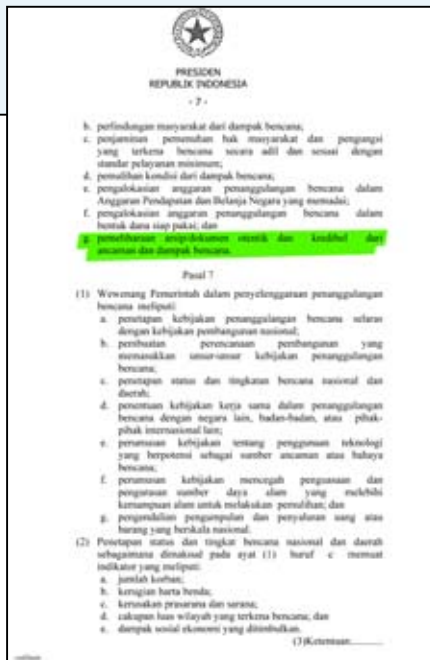 PRESIDEN
REPUBLIK INDONESIA
- 7 -
b. perlindungan masyarakat dari dampak bencana;
c. penjaminan pemenuhan hak masyarakat dan pengungsi
yang terkena bencana secara adil dan sesuai dengan
standar pelayanan minimum;
d. pemulihan kondisi dari dampak bencana;
e. pengalokasian anggaran penanggulangan bencana dalam
Anggaran Pendapatan dan Belanja Negara yang memadai;
f. pengalokasian anggaran penanggulangan bencana dalam
bentuk dana siap pakai; dan
g. pemeliharaan arsip/dokumen otentik dan kredibel dari
ancaman dan dampak bencana.
Pasal 7
(1) Wewenang Pemerintah dalam penyelenggaraan penanggulangan
bencana meliputi:
a. penetapan kebijakan penanggulangan bencana selaras
dengan kebijakan pembangunan nasional;
b. pembuatan perencanaan pembangunan yang
memasukkan unsur-unsur kebijakan penanggulangan
bencana;
c. penetapan status dan tingkatan bencana nasional dan
daerah;
d. penentuan kebijakan kerja sama dalam penanggulangan
bencana dengan negara lain, badan-badan, atau pihak-
pihak internasional lain;
e. perumusan kebijakan tentang penggunaan teknologi
yang berpotensi sebagai sumber ancaman atau bahaya
bencana;
f. perumusan kebijakan mencegah penguasaan dan
pengurasan sumber daya alam yang melebihi
kemampuan alam untuk melakukan pemulihan; dan
g. pengendalian pengumpulan dan penyaluran uang atau
barang yang berskala nasional.
(2) Penetapan status dan tingkat bencana nasional dan daerah
sebagaimana dimaksud pada ayat (1) huruf c memuat
indikator yang meliputi:
a. jumlah korban;
b. kerugian harta benda;
c. kerusakan prasarana dan sarana;
d. cakupan luas wilayah yang terkena bencana; dan
e. dampak sosial ekonomi yang ditimbulkan.
(3)Ketentuan...........